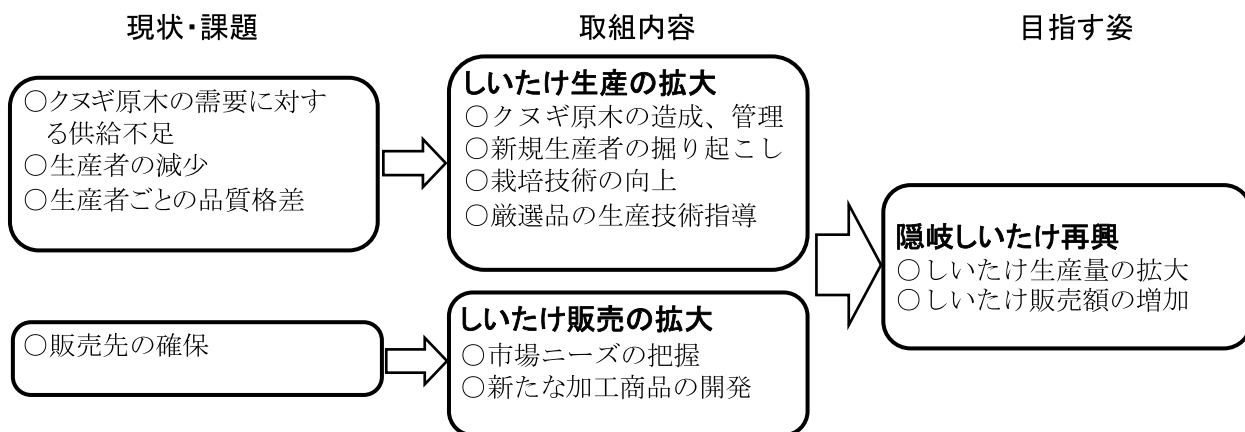 現状・課題
○クヌギ原木の需要に対す
る供給不足
○生産者の減少
○生産者ごとの品質格差
○販売先の確保
取組内容
しいたけ生産の拡大
○クヌギ原木の造成、管理
○新規生産者の掘り起こし
○栽培技術の向上
○厳選品の生産技術指導
しいたけ販売の拡大
○市場ニーズの把握
○新たな加工商品の開発
目指す姿
隠岐しいたけ再興
○しいたけ生産量の拡大
○しいたけ販売額の増加